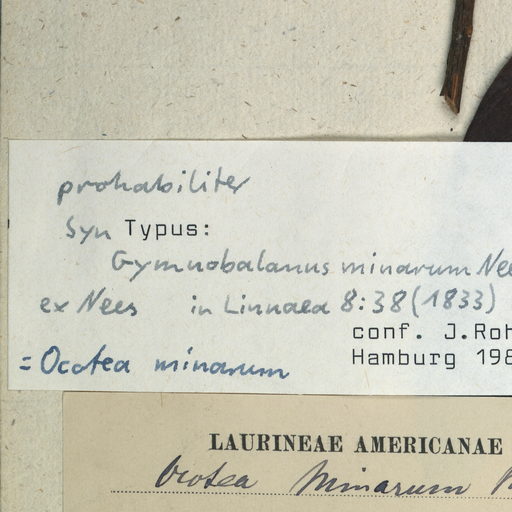 probabiliter
Syn Typus:
Gymnobalanus minarum Nee
ex Nees in Linnaea 8:38 (1833)
conf. J.Roh
= Ocotea minarum
Hamburg 198
LAURINEAE AMERICANAE
Ocotea Minarum